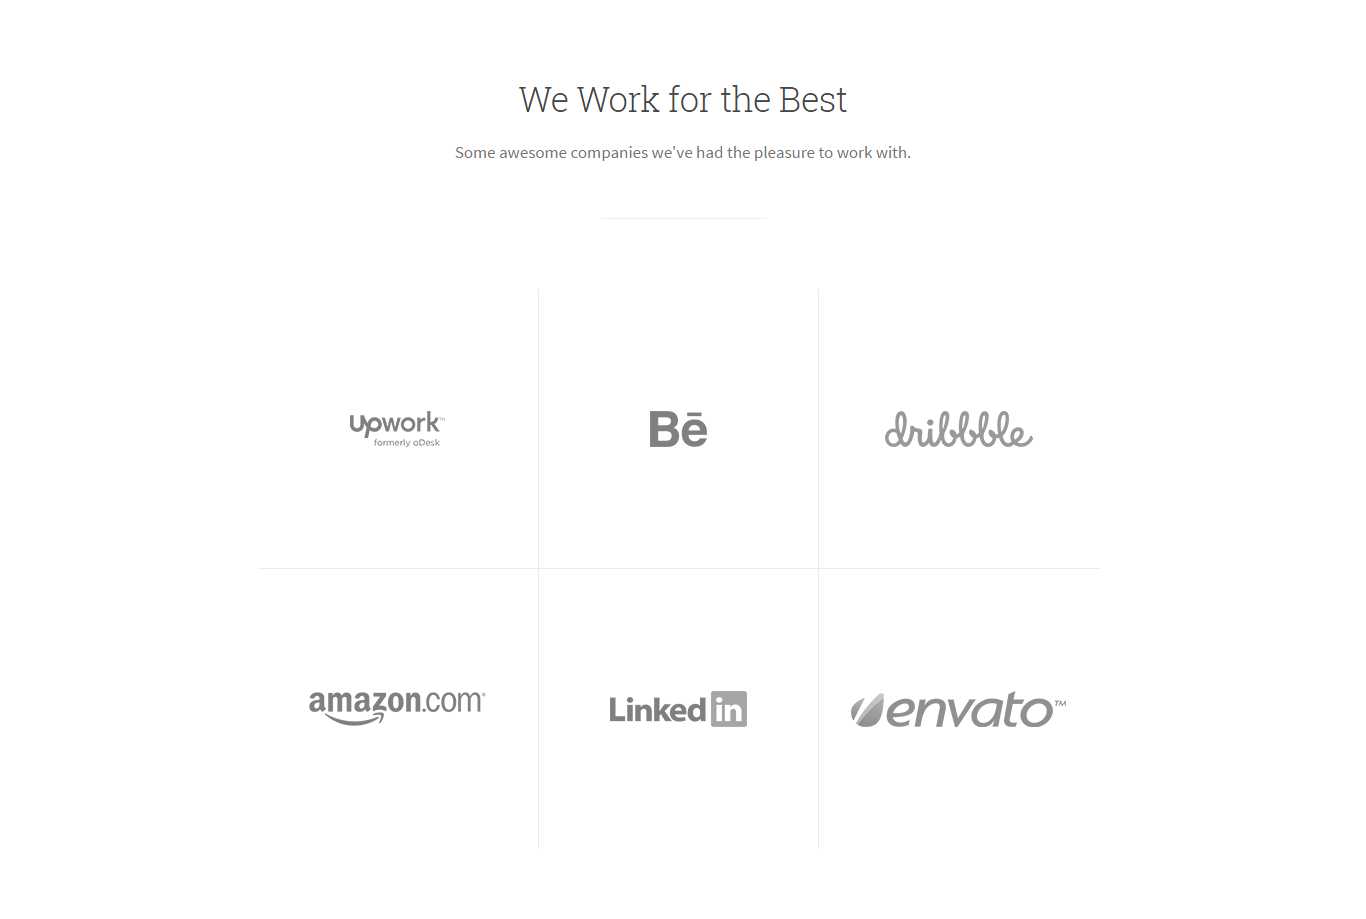 We Work for the Best
Some awesome companies we've had the pleasure to work with.
Upwork™
formerly oDesk
Bē
dribbble
amazon.com®
Linkedin
envato™